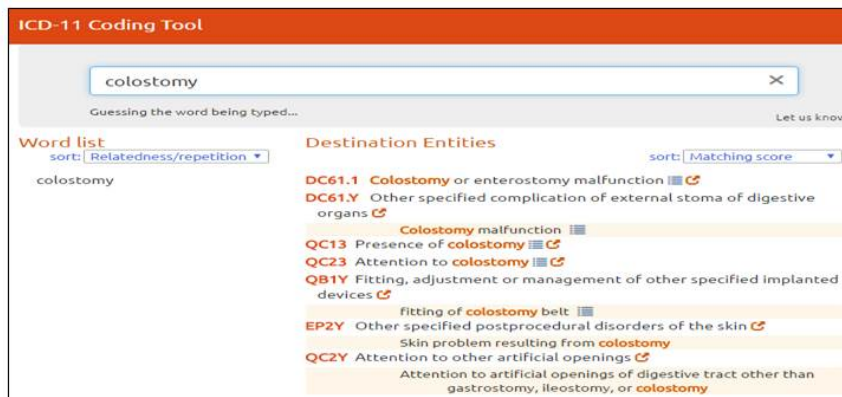 ICD-11 Coding Tool
colostomy
Guessing the word being typed...
Let us know
Word list
sort: Relatedness/repetition
colostomy
Destination Entities
sort: Matching score
DC61.1 Colostomy or enterostomy malfunction
DC61.Y Other specified complication of external stoma of digestive
organs
Colostomy malfunction
QC13 Presence of colostomy
QC23 Attention to colostomy
QB1Y Fitting, adjustment or management of other specified implanted
devices
fitting of colostomy belt
EP2Y Other specified postprocedural disorders of the skin
Skin problem resulting from colostomy
QC2Y Attention to other artificial openings
Attention to artificial openings of digestive tract other than
gastrostomy, ileostomy, or colostomy